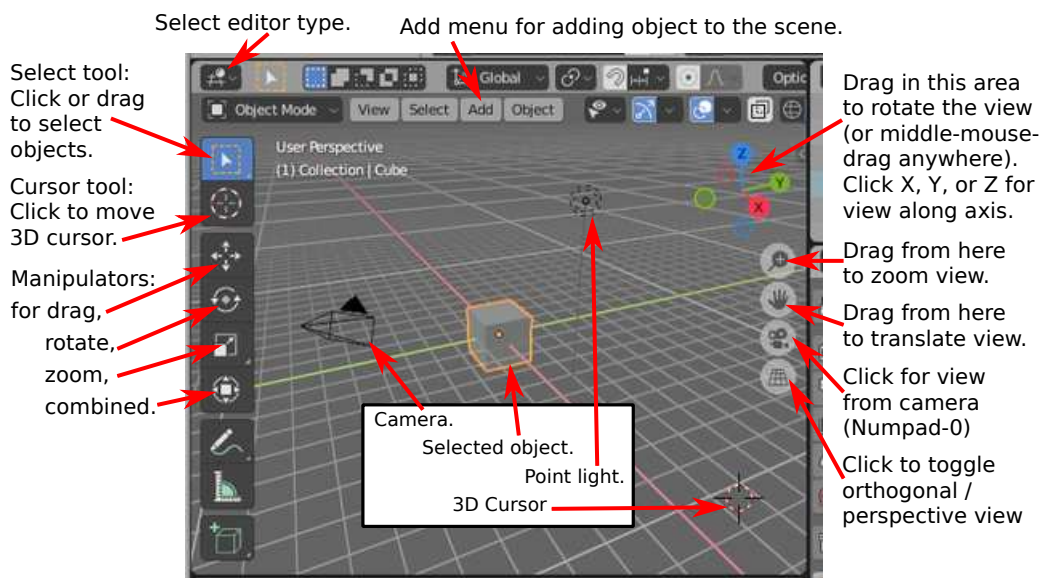 Select editor type.
Add menu for adding object to the scene.
Select tool:
Click or drag
to select
objects.
Cursor tool:
Click to move
3D cursor.
Manipulators:
for drag,
rotate,
zoom,
combined.
Global
Optic
Object Mode
View
Select
Add
Object
User Perspective
(1) Collection | Cube
Z
Y
X
Drag in this area
to rotate the view
(or middle-mouse-
drag anywhere).
Click X, Y, or Z for
view along axis.
Drag from here
to zoom view.
Drag from here
to translate view.
Click for view
from camera
(Numpad-0)
Click to toggle
orthogonal /
perspective view
Camera.
Selected object.
Point light.
3D Cursor